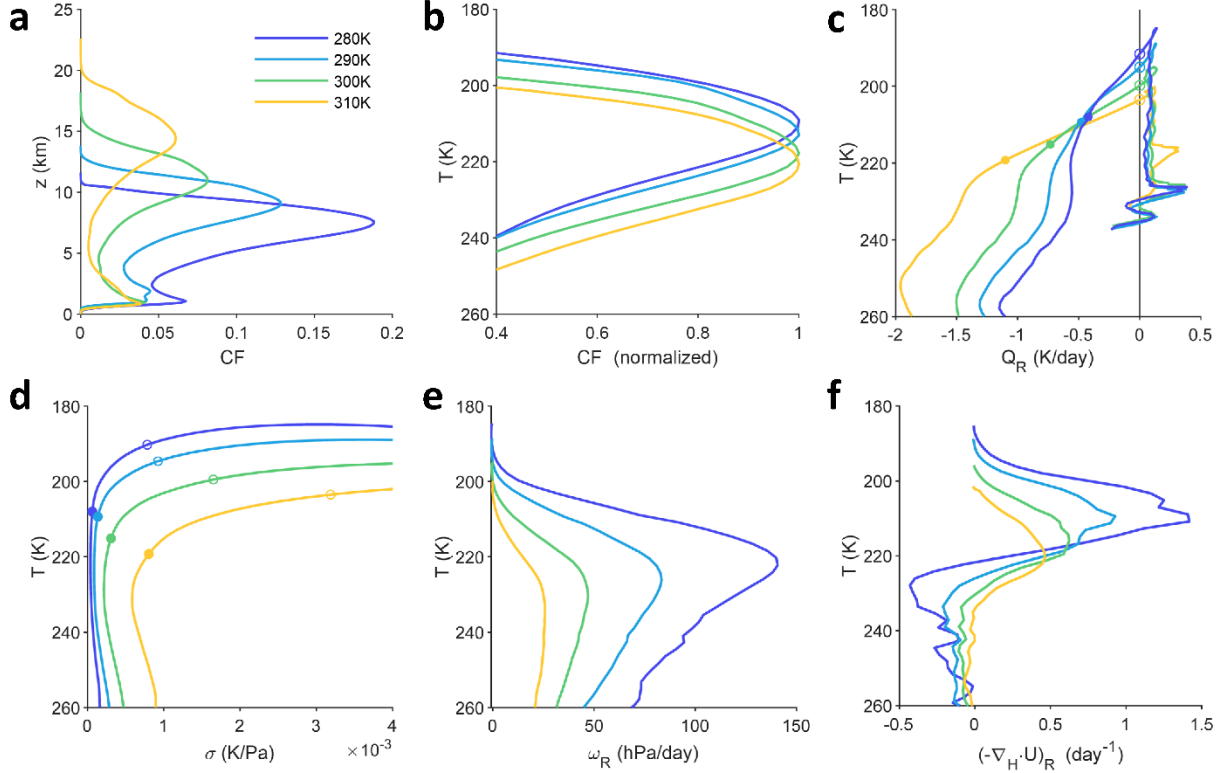 a
25
20
15
10
5
0
z (km)
0
0.05
0.1
0.15
0.2
CF
280K
290K
300K
310K
b
180
200
220
240
260
T (K)
0.4
0.6
0.8
1
CF (normalized)
c
180
200
220
240
260
T (K)
-2
-1.5
-1
-0.5
0
0.5
Q_R (K/day)
d
180
200
220
240
260
T (K)
0
1
2
3
4
σ (K/Pa)
×10⁻³
e
180
200
220
240
260
T (K)
0
50
100
150
ω_R (hPa/day)
f
180
200
220
240
260
T (K)
-0.5
0
0.5
1
1.5
(-∇_H·U)_R (day⁻¹)